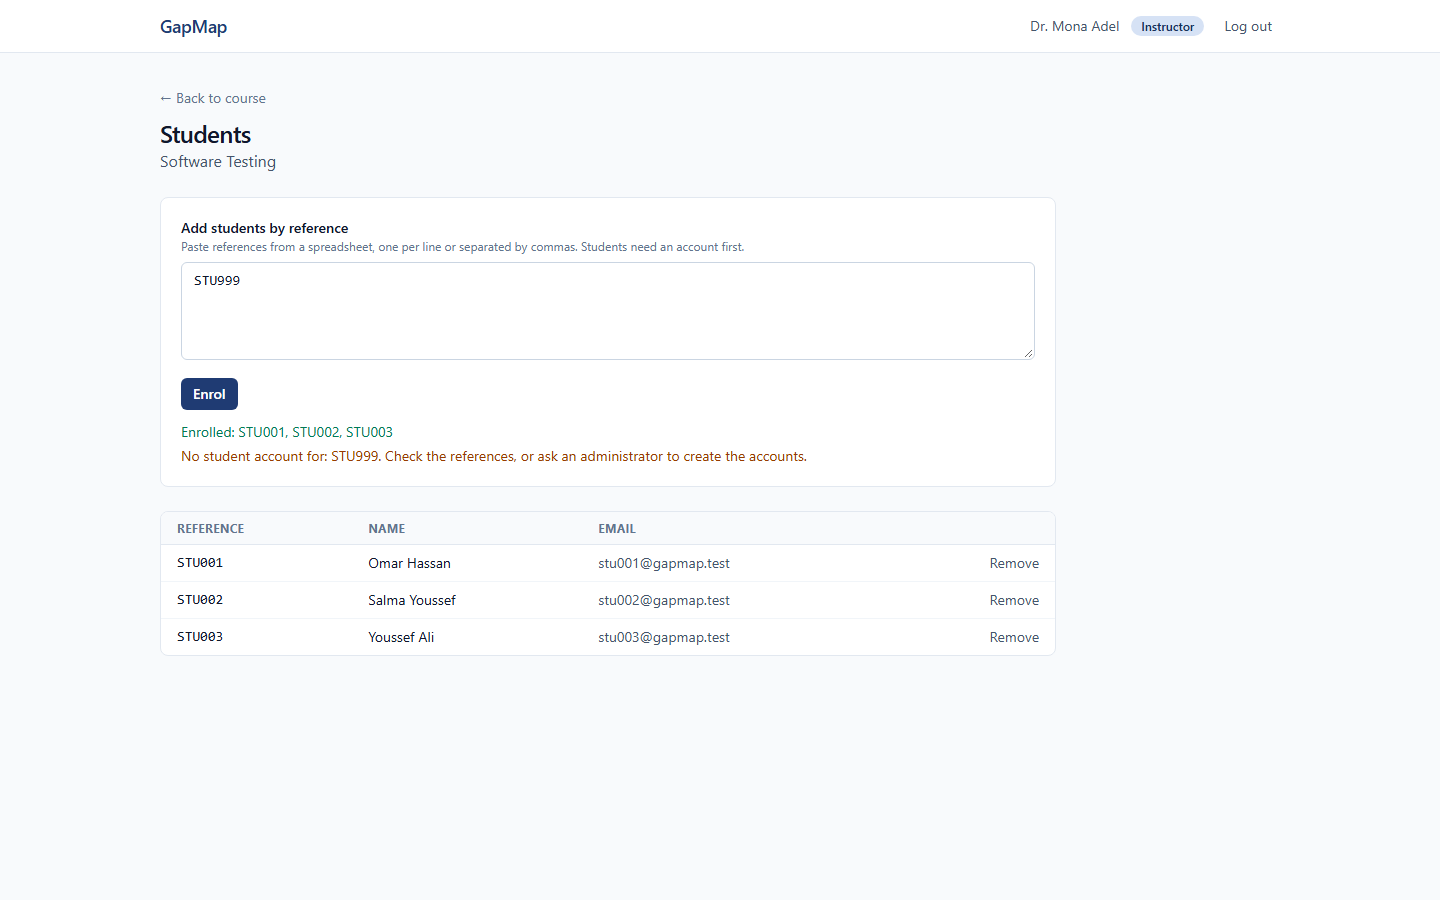 GapMap
Dr. Mona Adel Instructor Log out
← Back to course
Students
Software Testing
Add students by reference
Paste references from a spreadsheet, one per line or separated by commas. Students need an account first.
STU999
Enrol
Enrolled: STU001, STU002, STU003
No student account for: STU999. Check the references, or ask an administrator to create the accounts.
REFERENCE NAME EMAIL
STU001 Omar Hassan stu001@gapmap.test Remove
STU002 Salma Youssef stu002@gapmap.test Remove
STU003 Youssef Ali stu003@gapmap.test Remove